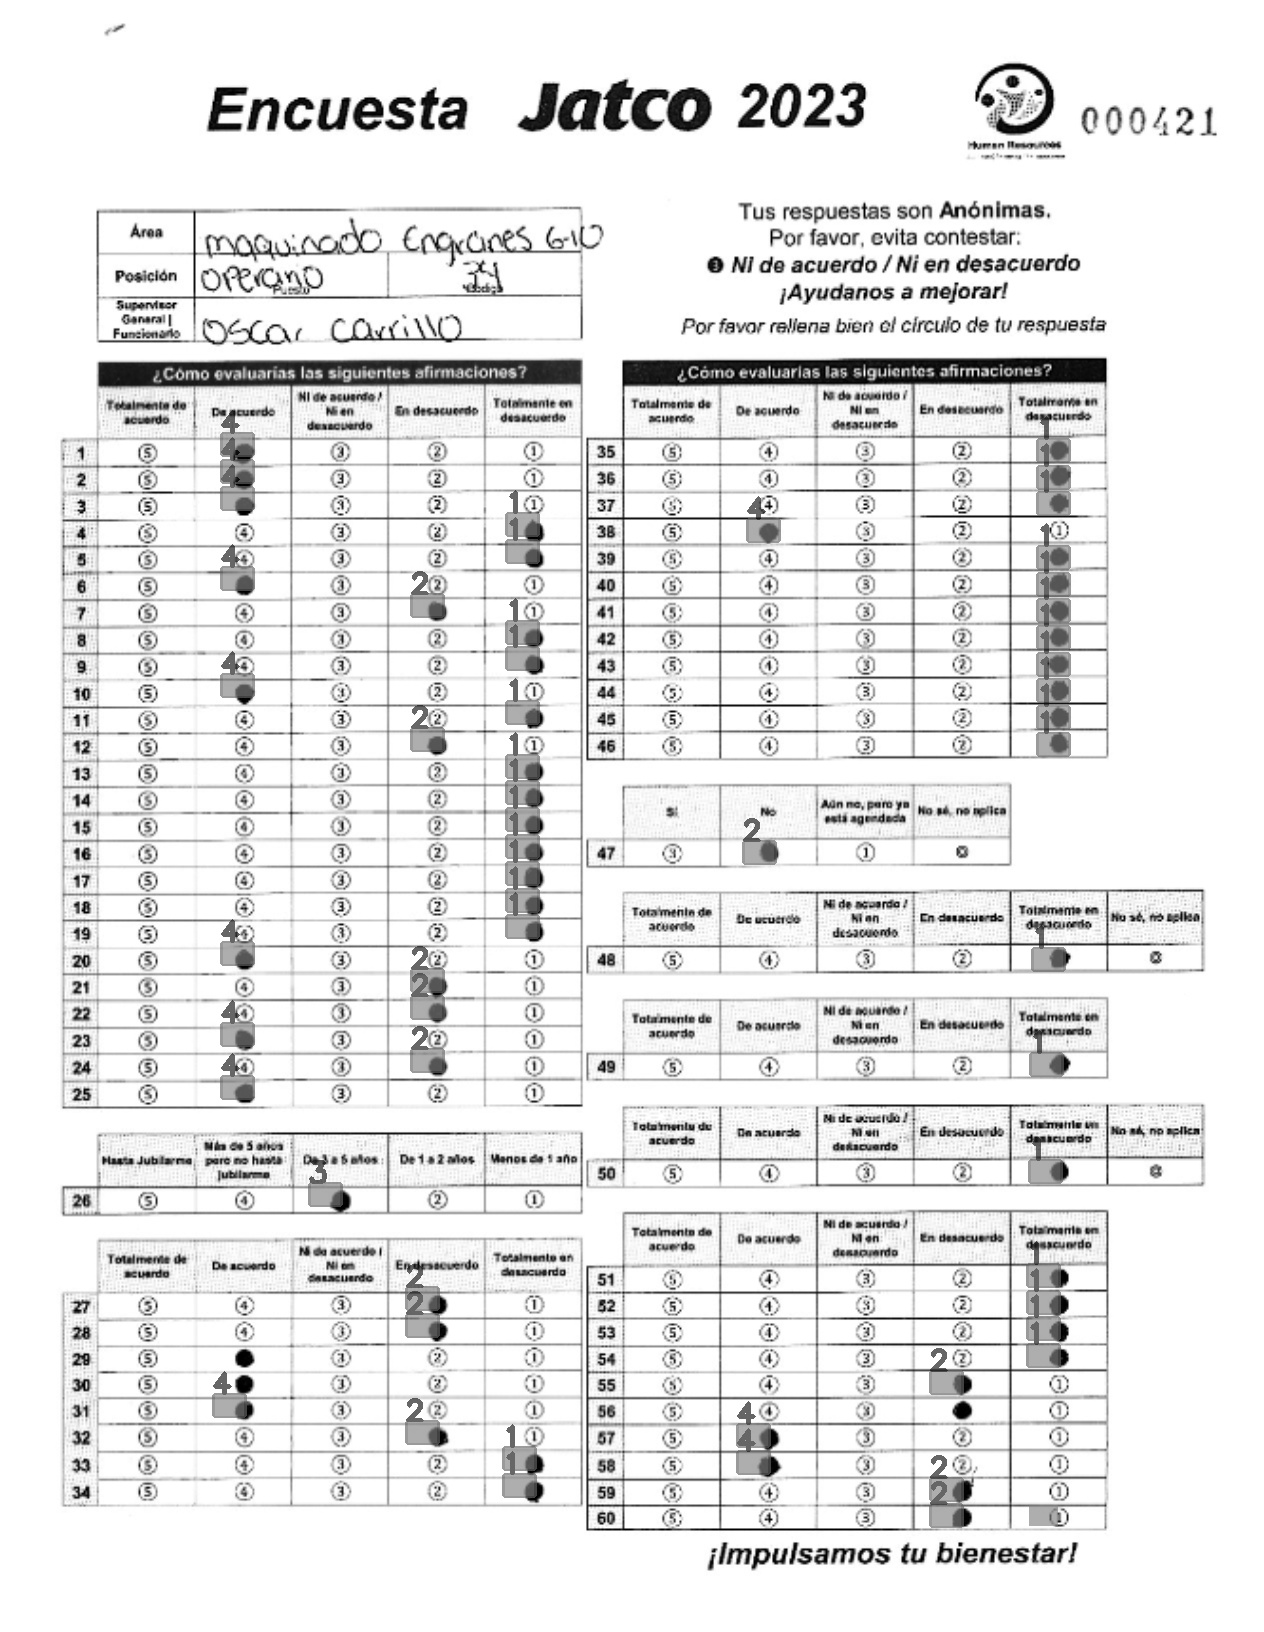 Encuesta Jatco 2023
Human Resources
000421
Área
maquinado Engranes 6-10
Posición
operario
Puesto
Código
Supervisor General | Funcionario
Oscar Carrillo
Tus respuestas son Anónimas.
Por favor, evita contestar:
❸ Ni de acuerdo / Ni en desacuerdo
¡Ayudanos a mejorar!
Por favor rellena bien el círculo de tu respuesta
¿Cómo evaluarías las siguientes afirmaciones?
Totalmente de acuerdo De acuerdo Ni de acuerdo / Ni en desacuerdo En desacuerdo Totalmente en desacuerdo
4
1 5 4 3 2 1
2 5 4 3 2 1
3 5 3 2 1 1
4 5 4 3 2 1
5 5 4 4 3 2
6 5 3 2 2 1
7 5 4 3 1 1
8 5 4 3 2 1
9 5 4 4 3 2
10 5 3 2 1 1
11 5 4 3 2 2
12 5 4 3 1 1
13 5 4 3 2 1
14 5 4 3 2 1
15 5 4 3 2 1
16 5 4 3 2 1
17 5 4 3 2 1
18 5 4 3 2 1
19 5 4 4 3 2
20 5 3 2 2 1
21 5 4 3 2 1
22 5 4 4 3 1
23 5 3 2 2 1
24 5 4 4 3 1
25 5 3 2 1
Hasta Jubilarme Más de 5 años pero no hasta jubilarme De 3 a 5 años De 1 a 2 años Menos de 1 año
3
26 5 4 2 1
Totalmente de acuerdo De acuerdo Ni de acuerdo / Ni en desacuerdo En desacuerdo Totalmente en desacuerdo
2
27 5 4 3 2 1
28 5 4 3 1
29 5 3 2 1
30 5 4 3 2 1
31 5 3 2 2 1
32 5 4 3 1 1
33 5 4 3 2 1
34 5 4 3 2
¿Cómo evaluarías las siguientes afirmaciones?
Totalmente de acuerdo De acuerdo Ni de acuerdo / Ni en desacuerdo En desacuerdo Totalmente en desacuerdo
1
35 5 4 3 2 1
36 5 4 3 2 1
37 5 4 4 3 2
38 5 3 2 1 1
39 5 4 3 2 1
40 5 4 3 2 1
41 5 4 3 2 1
42 5 4 3 2 1
43 5 4 3 2 1
44 5 4 3 2 1
45 5 4 3 2 1
46 5 4 3 2
Sí No Aún no, pero ya está agendada No sé, no aplica
2
47 3 1
Totalmente de acuerdo De acuerdo Ni de acuerdo / Ni en desacuerdo En desacuerdo Totalmente en desacuerdo No sé, no aplica
1
48 5 4 3 2
Totalmente de acuerdo De acuerdo Ni de acuerdo / Ni en desacuerdo En desacuerdo Totalmente en desacuerdo
1
49 5 4 3 2
Totalmente de acuerdo De acuerdo Ni de acuerdo / Ni en desacuerdo En desacuerdo Totalmente en desacuerdo No sé, no aplica
1
50 5 4 3 2
Totalmente de acuerdo De acuerdo Ni de acuerdo / Ni en desacuerdo En desacuerdo Totalmente en desacuerdo
51 5 4 3 2 1
52 5 4 3 2 1
53 5 4 3 2 1
54 5 4 3 2 2
55 5 4 3 1
56 5 4 4 3 1
57 5 4 3 2 1
58 5 3 2 2 1
59 5 4 3 2 1
60 5 4 3 1
¡Impulsamos tu bienestar!